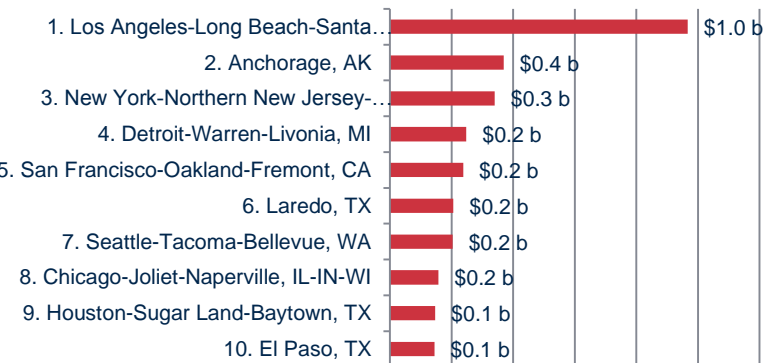 1. Los Angeles-Long Beach-Santa… $1.0 b
2. Anchorage, AK $0.4 b
3. New York-Northern New Jersey-… $0.3 b
4. Detroit-Warren-Livonia, MI $0.2 b
5. San Francisco-Oakland-Fremont, CA $0.2 b
6. Laredo, TX $0.2 b
7. Seattle-Tacoma-Bellevue, WA $0.2 b
8. Chicago-Joliet-Naperville, IL-IN-WI $0.2 b
9. Houston-Sugar Land-Baytown, TX $0.1 b
10. El Paso, TX $0.1 b